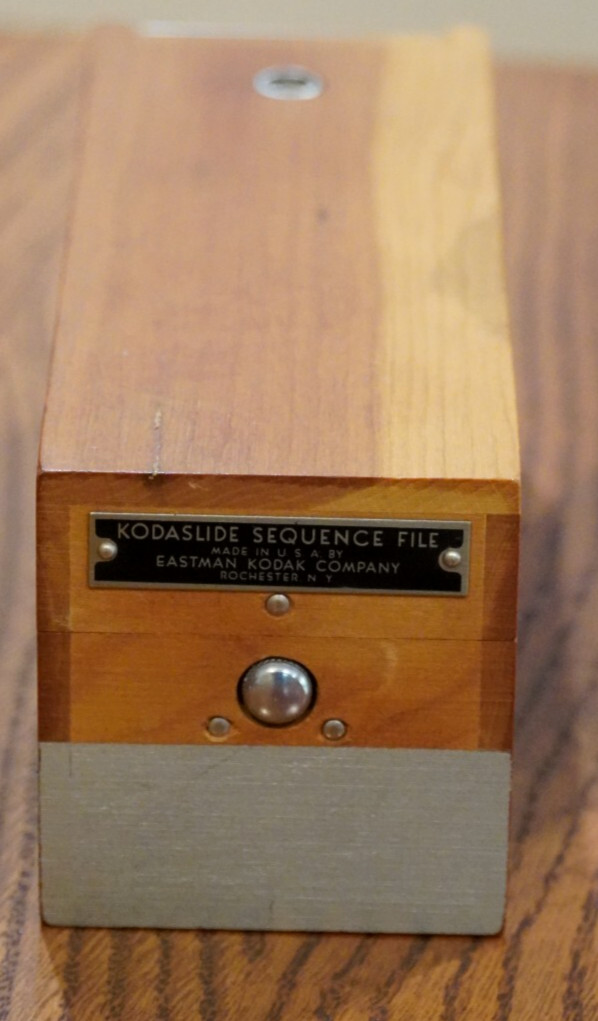 KODASLIDE SEQUENCE FILE
MADE IN U. S. A. BY
EASTMAN KODAK COMPANY
ROCHESTER. N. Y.